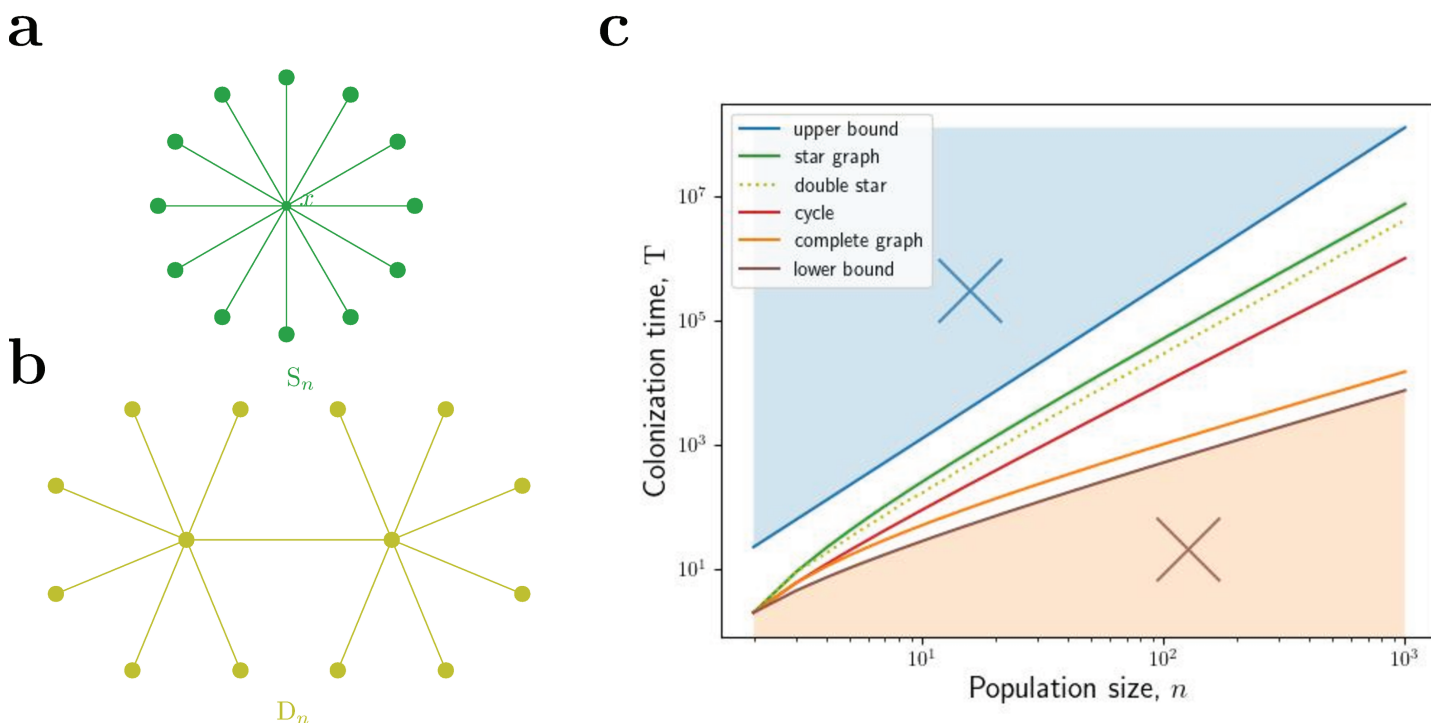 a
x
S_n
b
D_n
c
upper bound
star graph
double star
cycle
complete graph
lower bound
Colonization time, T
10^7
10^5
10^3
10^1
10^1
10^2
10^3
Population size, n